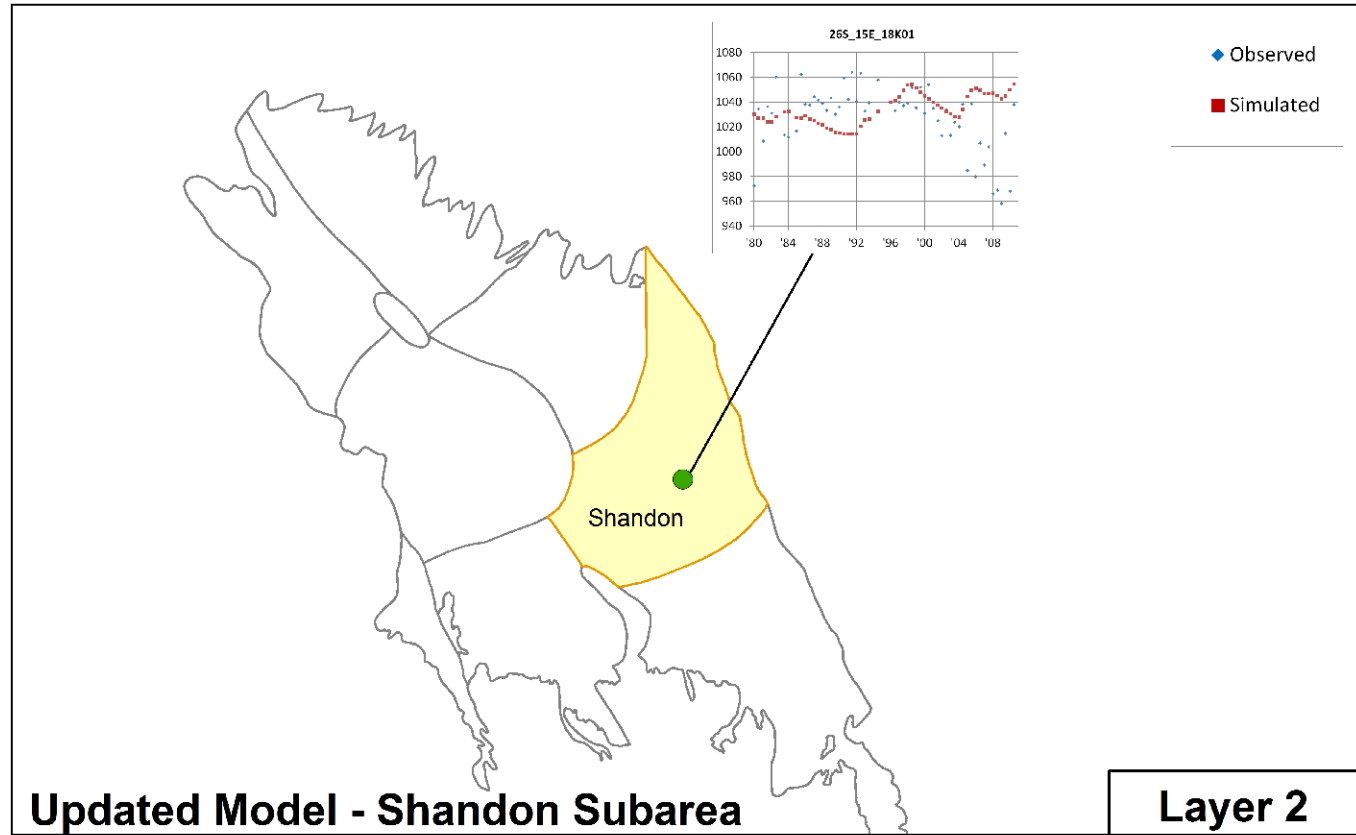 26S_15E_18K01
1080
1060
1040
1020
1000
980
960
940
'80 '84 '88 '92 '96 '00 '04 '08
Observed
Simulated
Shandon
Updated Model - Shandon Subarea
Layer 2